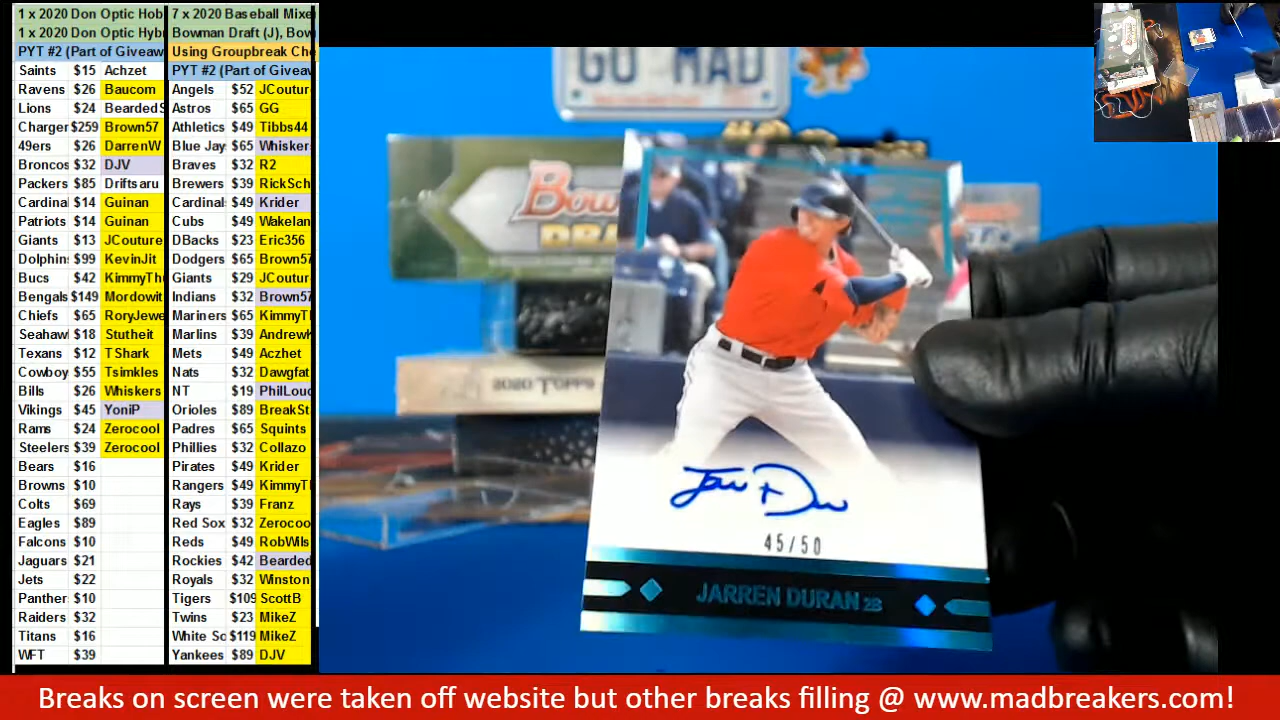 1 x 2020 Don Optic Hob
1 x 2020 Don Optic Hybr
PYT #2 (Part of Giveaw
Saints $15 Achzet
Ravens $26 Baucom
Lions $24 BeardedS
Charger $259 Brown57
49ers $26 DarrenW
Broncos $32 DJV
Packers $85 Driftsaru
Cardinal $14 Guinan
Patriots $14 Guinan
Giants $13 JCouture
Dolphin $99 KevinJit
Bucs $42 KimmyTh
Bengals $149 Mordowit
Chiefs $65 RoryJewe
Seahaw $18 Stutheit
Texans $12 TShark
Cowboy $55 Tsimkles
Bills $26 Whiskers
Vikings $45 YoniP
Rams $24 Zerocool
Steelers $39 Zerocool
Bears $16
Browns $10
Colts $69
Eagles $89
Falcons $10
Jaguars $21
Jets $22
Panther $10
Raiders $32
Titans $16
WFT $39
7 x 2020 Baseball Mixe
Bowman Draft (J), Bow
Using Groupbreak Che
PYT #2 (Part of Giveaw
Angels $52 JCoutur
Astros $65 GG
Athletics $49 Tibbs44
Blue Jay $65 Whisker
Braves $32 R2
Brewers $39 RickSch
Cardinal $49 Krider
Cubs $49 Wakelan
DBacks $23 Eric356
Dodgers $65 Brown57
Giants $29 JCoutur
Indians $32 Brown57
Mariners $65 KimmyTl
Marlins $39 AndrewK
Mets $49 Aczhet
Nats $32 Dawgfat
NT $19 PhilLoud
Orioles $89 BreakSt
Padres $65 Squints
Phillies $32 Collazo
Pirates $49 Krider
Rangers $49 KimmyTl
Rays $39 Franz
Red Sox $32 Zerocoo
Reds $49 RobWils
Rockies $42 Bearded
Royals $32 Winston
Tigers $109 ScottB
Twins $23 MikeZ
White So $119 MikeZ
Yankees $89 DJV
GO MAD
Bow
DRA
2020 TOPPS
45/50
JARREN DURAN 2B
Breaks on screen were taken off website but other breaks filling @ www.madbreakers.com!